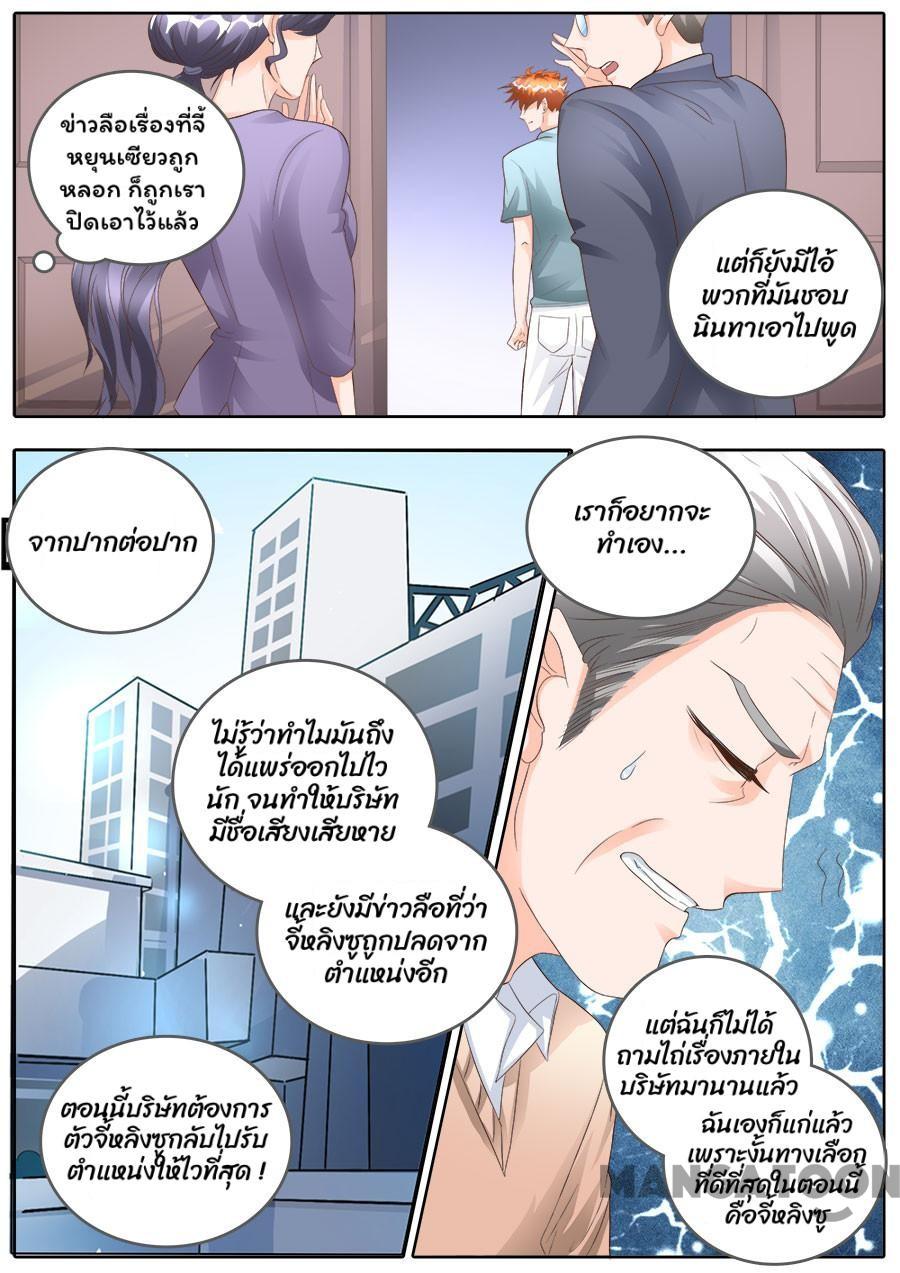 ข่าวลือเรื่องที่จี้
หยุนเซียวถูก
หลอก ก็ถูกเรา
ปิดเอาไว้แล้ว
แต่ก็ยังมีไอ้
พวกที่มันชอบ
นินทาเอาไปพูด
จากปากต่อปาก
ไม่รู้ว่าทำไมมันถึง
ได้แพร่ออกไปไว
นัก จนทำให้บริษัท
มีชื่อเสียงเสียหาย
และยังมีข่าวลือที่ว่า
จี้หลิงซูถูกปลดจาก
ตำแหน่งอีก
ตอนนี้บริษัทต้องการ
ตัวจี้หลิงซูกลับไปรับ
ตำแหน่งให้ไวที่สุด !
เราก็อยากจะ
ทำเอง...
แต่ฉันก็ไม่ได้
ถามไถ่เรื่องภายใน
บริษัทมานานแล้ว
ฉันเองก็แก่แล้ว
เพราะงั้นทางเลือก
ที่ดีที่สุดในตอนนี้
คือจี้หลิงซู
MANGATOON